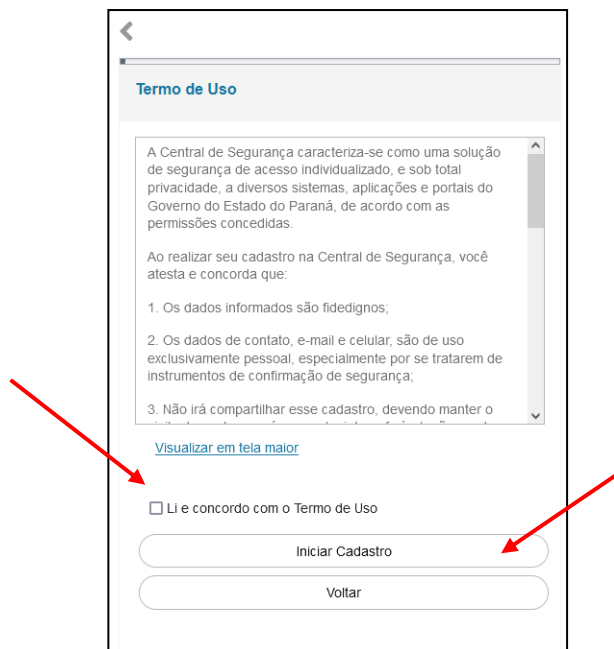 Termo de Uso
A Central de Segurança caracteriza-se como uma solução
de segurança de acesso individualizado, e sob total
privacidade, a diversos sistemas, aplicações e portais do
Governo do Estado do Paraná, de acordo com as
permissões concedidas.
Ao realizar seu cadastro na Central de Segurança, você
atesta e concorda que:
1. Os dados informados são fidedignos;
2. Os dados de contato, e-mail e celular, são de uso
exclusivamente pessoal, especialmente por se tratarem de
instrumentos de confirmação de segurança;
3. Não irá compartilhar esse cadastro, devendo manter o
Visualizar em tela maior
Li e concordo com o Termo de Uso
Iniciar Cadastro
Voltar